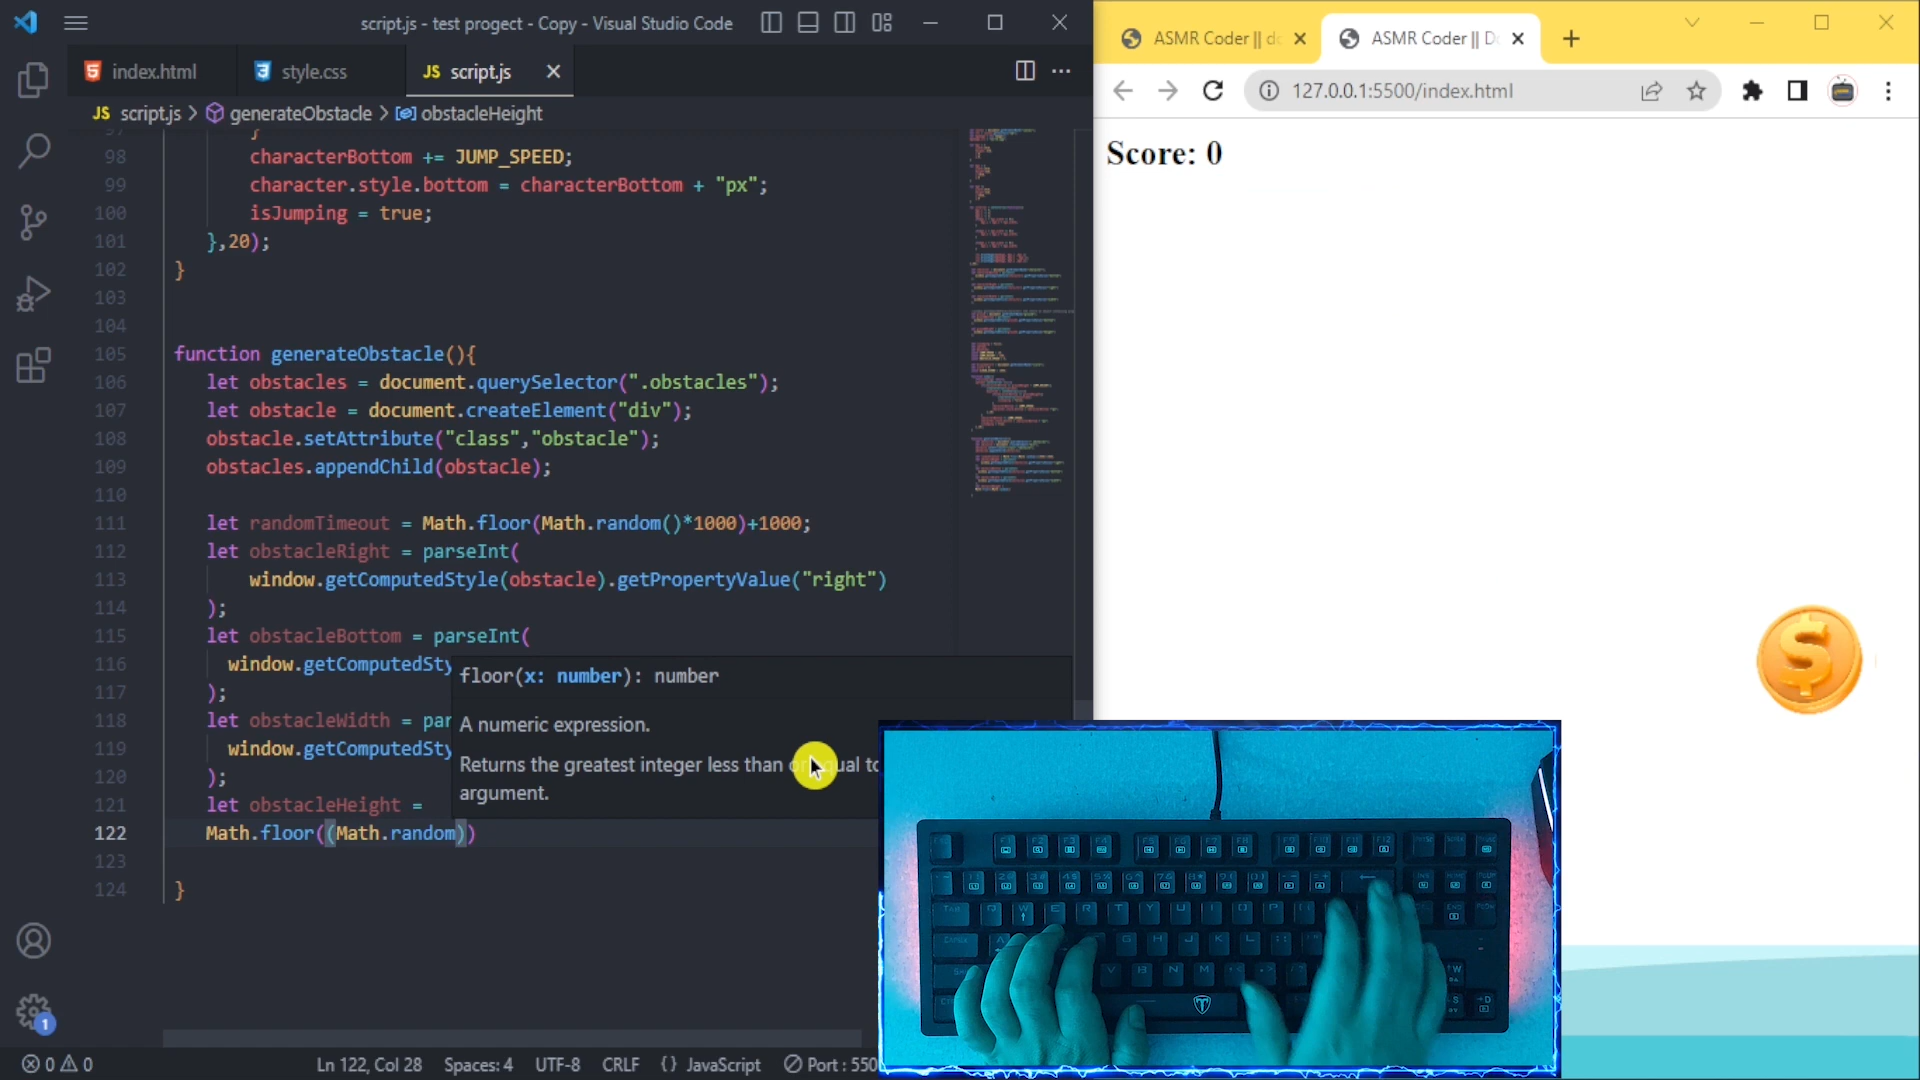 script.js - test progect - Copy - Visual Studio Code
index.html
style.css
JS script.js
JS script.js > generateObstacle > obstacleHeight
97 }
98 characterBottom += JUMP_SPEED;
99 character.style.bottom = characterBottom + "px";
100 isJumping = true;
101 },20);
102 }
103
104
105 function generateObstacle(){
106 let obstacles = document.querySelector(".obstacles");
107 let obstacle = document.createElement("div");
108 obstacle.setAttribute("class","obstacle");
109 obstacles.appendChild(obstacle);
110
111 let randomTimeout = Math.floor(Math.random()*1000)+1000;
112 let obstacleRight = parseInt(
113 window.getComputedStyle(obstacle).getPropertyValue("right")
114 );
115 let obstacleBottom = parseInt(
116 window.getComputedSty
117 );
118 let obstacleWidth = par
119 window.getComputedSty
120 );
121 let obstacleHeight =
122 Math.floor((Math.random))
123
124 }
floor(x: number): number
A numeric expression.
Returns the greatest integer less than or equal to
argument.
0 0
Ln 122, Col 28
Spaces: 4
UTF-8
CRLF
{} JavaScript
Port : 550
1
ASMR Coder || do
ASMR Coder || Do
127.0.0.1:5500/index.html
Score: 0
$